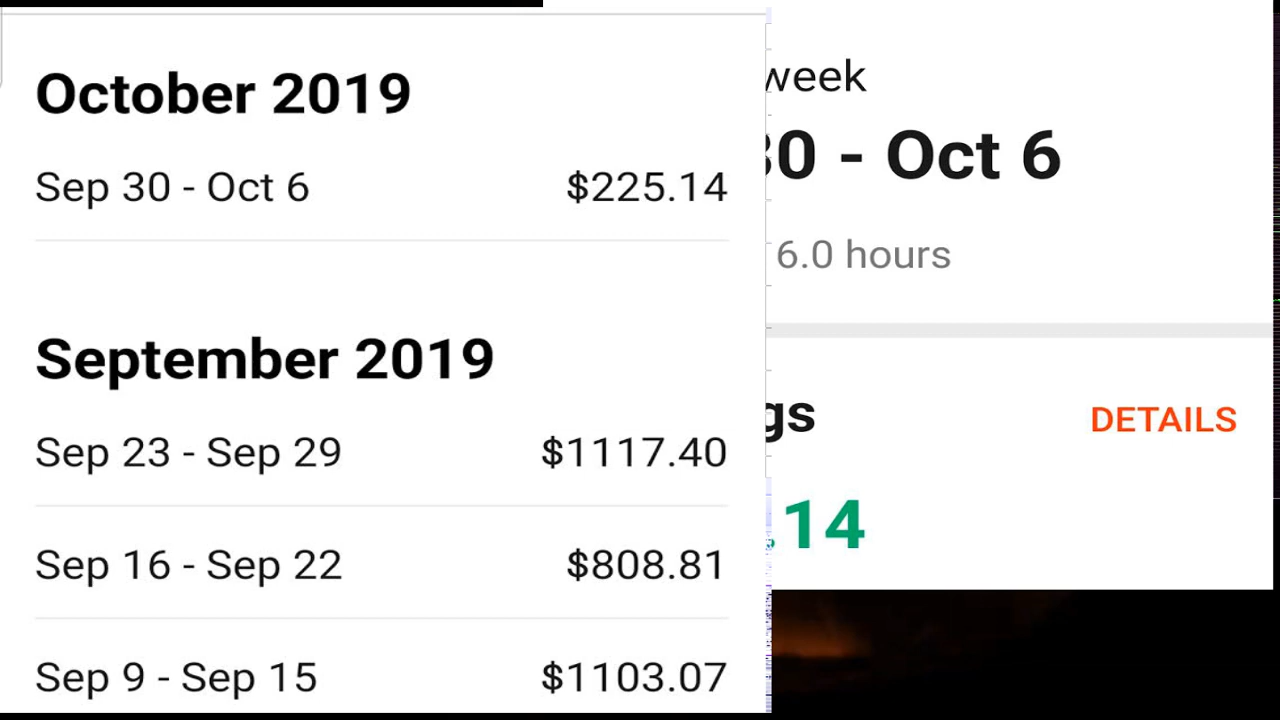 October 2019
Sep 30 - Oct 6 $225.14
September 2019
Sep 23 - Sep 29 $1117.40
Sep 16 - Sep 22 $808.81
Sep 9 - Sep 15 $1103.07
week
30 - Oct 6
6.0 hours
gs
DETAILS
.14